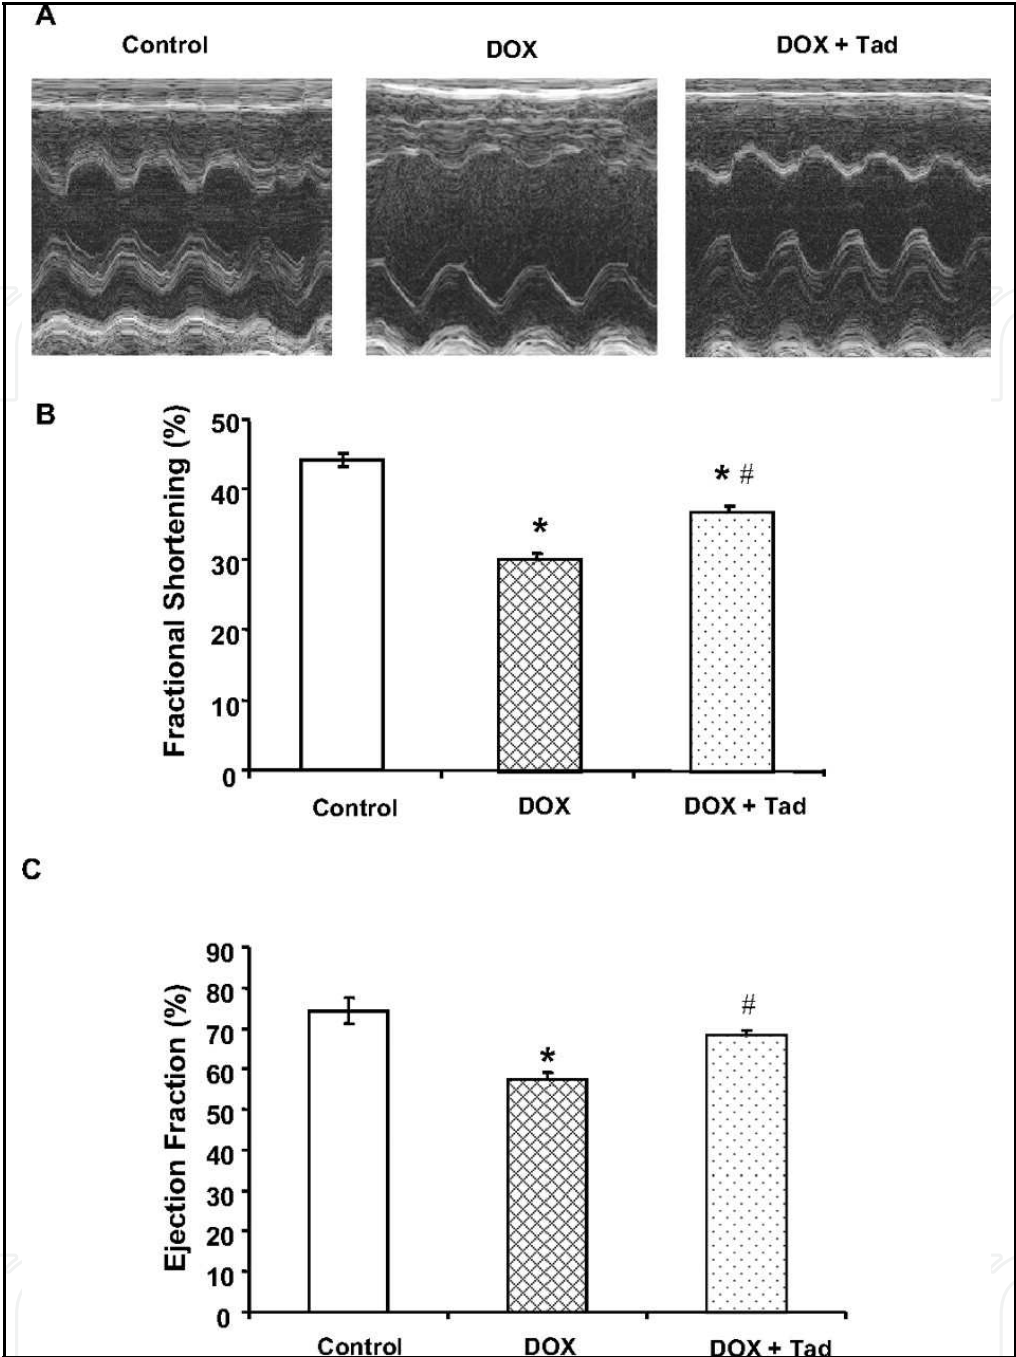 A
Control
DOX
DOX + Tad
B
Fractional Shortening (%)
50
40
30
20
10
0
*
* #
Control
DOX
DOX + Tad
C
Ejection Fraction (%)
90
80
70
60
50
40
30
20
10
0
*
#
Control
DOX
DOX + Tad